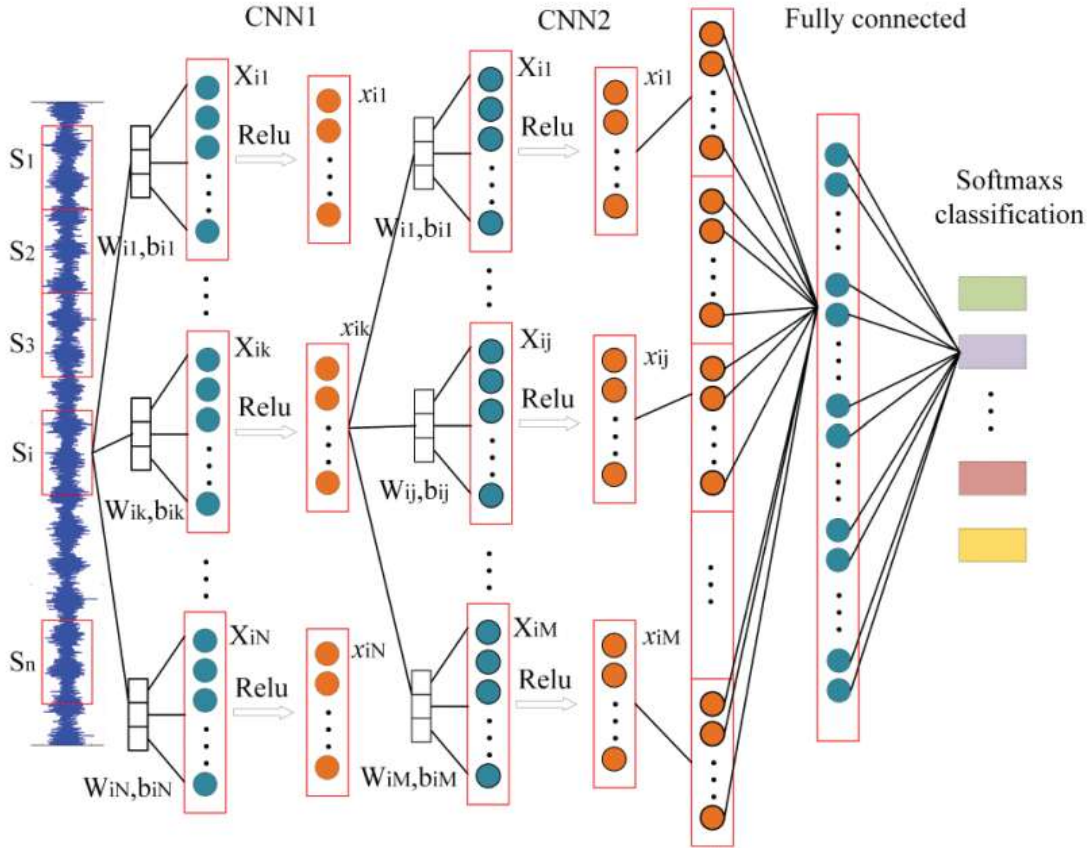 CNN1
CNN2
Fully connected
S1
S2
S3
Si
Sn
Xi1
Relu
xi1
Wi1,bi1
Xik
Relu
xik
Wik,bik
XiN
Relu
xiN
WiN,biN
Xi1
Relu
xi1
Wi1,bi1
Xij
Relu
xij
Wij,bij
XiM
Relu
xiM
WiM,biM
Softmaxs
classification